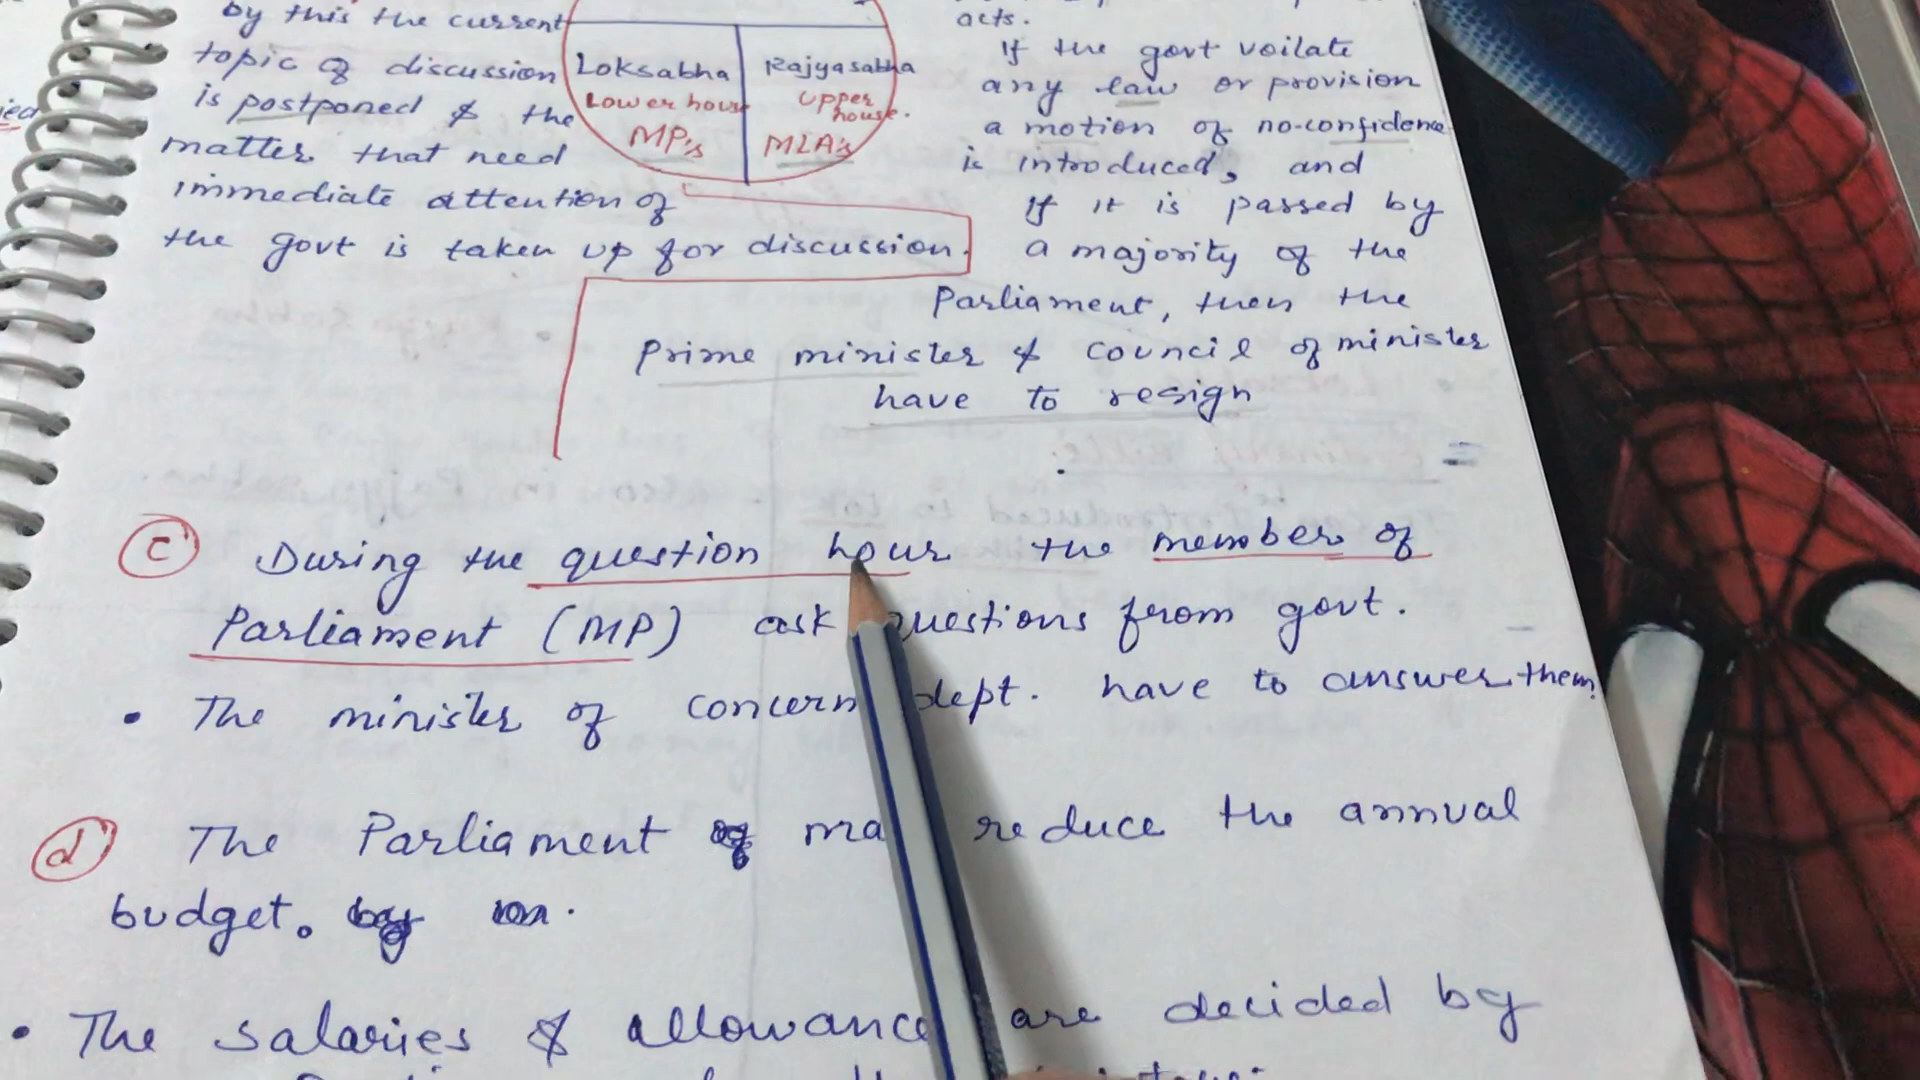 by this the current
topic of discussion
is postponed & the
matter that need
immediate attention of
the govt is taken up for discussion.
Loksabha
Lower house
MP's
Rajyasabha
upper
house.
MLA's
acts.
If the govt voilate
any law or provision
a motion of no-confidence
is introduced, and
If it is passed by
a majority of the
Parliament, then the
Prime minister & council of minister
have to resign
(c) During the question hour the member of
Parliament (MP) ask questions from govt.
• The minister of concern dept. have to answer them
(d) The Parliament may reduce the annual
budget.
• The salaries & allowance are decided by